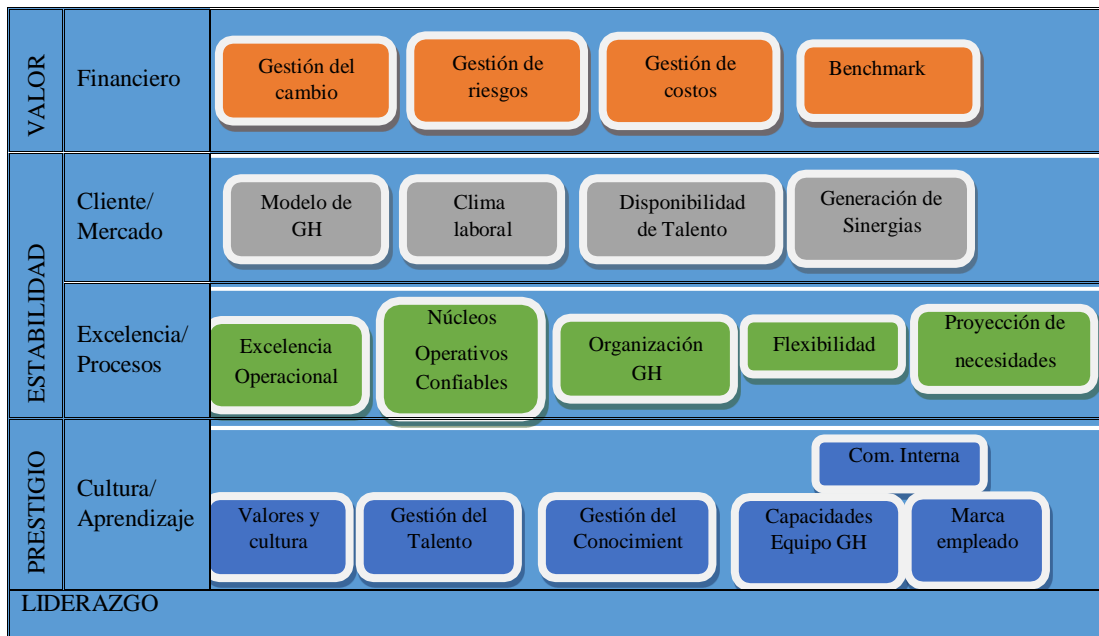 VALOR
Financiero
Gestión del
cambio
Gestión de
riesgos
Gestión de
costos
Benchmark
ESTABILIDAD
Cliente/
Mercado
Modelo de
GH
Clima
laboral
Disponibilidad
de Talento
Generación de
Sinergias
Excelencia/
Procesos
Excelencia
Operacional
Núcleos
Operativos
Confiables
Organización
GH
Flexibilidad
Proyección de
necesidades
PRESTIGIO
Cultura/
Aprendizaje
Valores y
cultura
Gestión del
Talento
Gestión del
Conocimient
Com. Interna
Capacidades
Equipo GH
Marca
empleado
LIDERAZGO